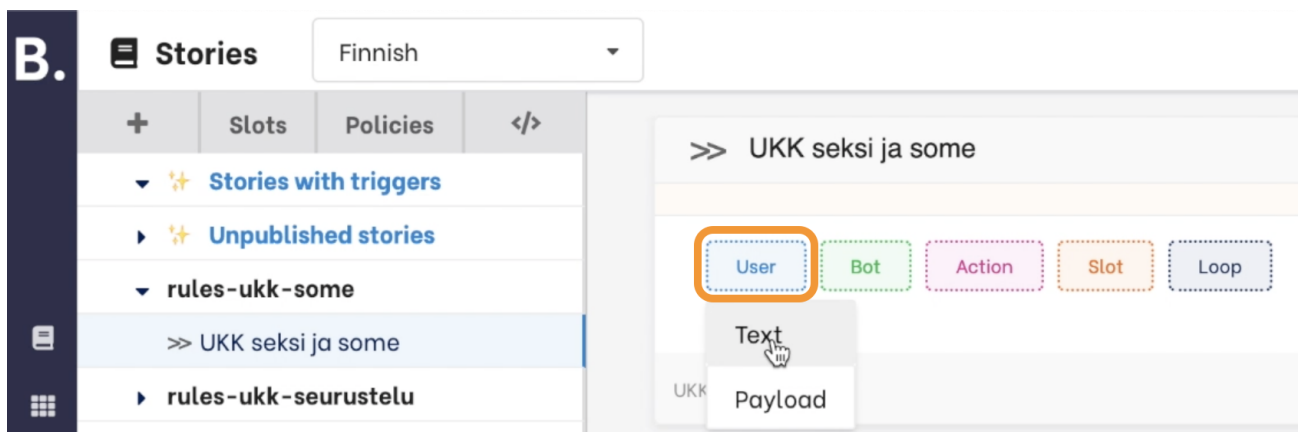 B.
Stories
Finnish
+ Slots Policies </>
Stories with triggers
Unpublished stories
rules-ukk-some
>> UKK seksi ja some
rules-ukk-seurustelu
>> UKK seksi ja some
User Bot Action Slot Loop
Text
Payload
UKK